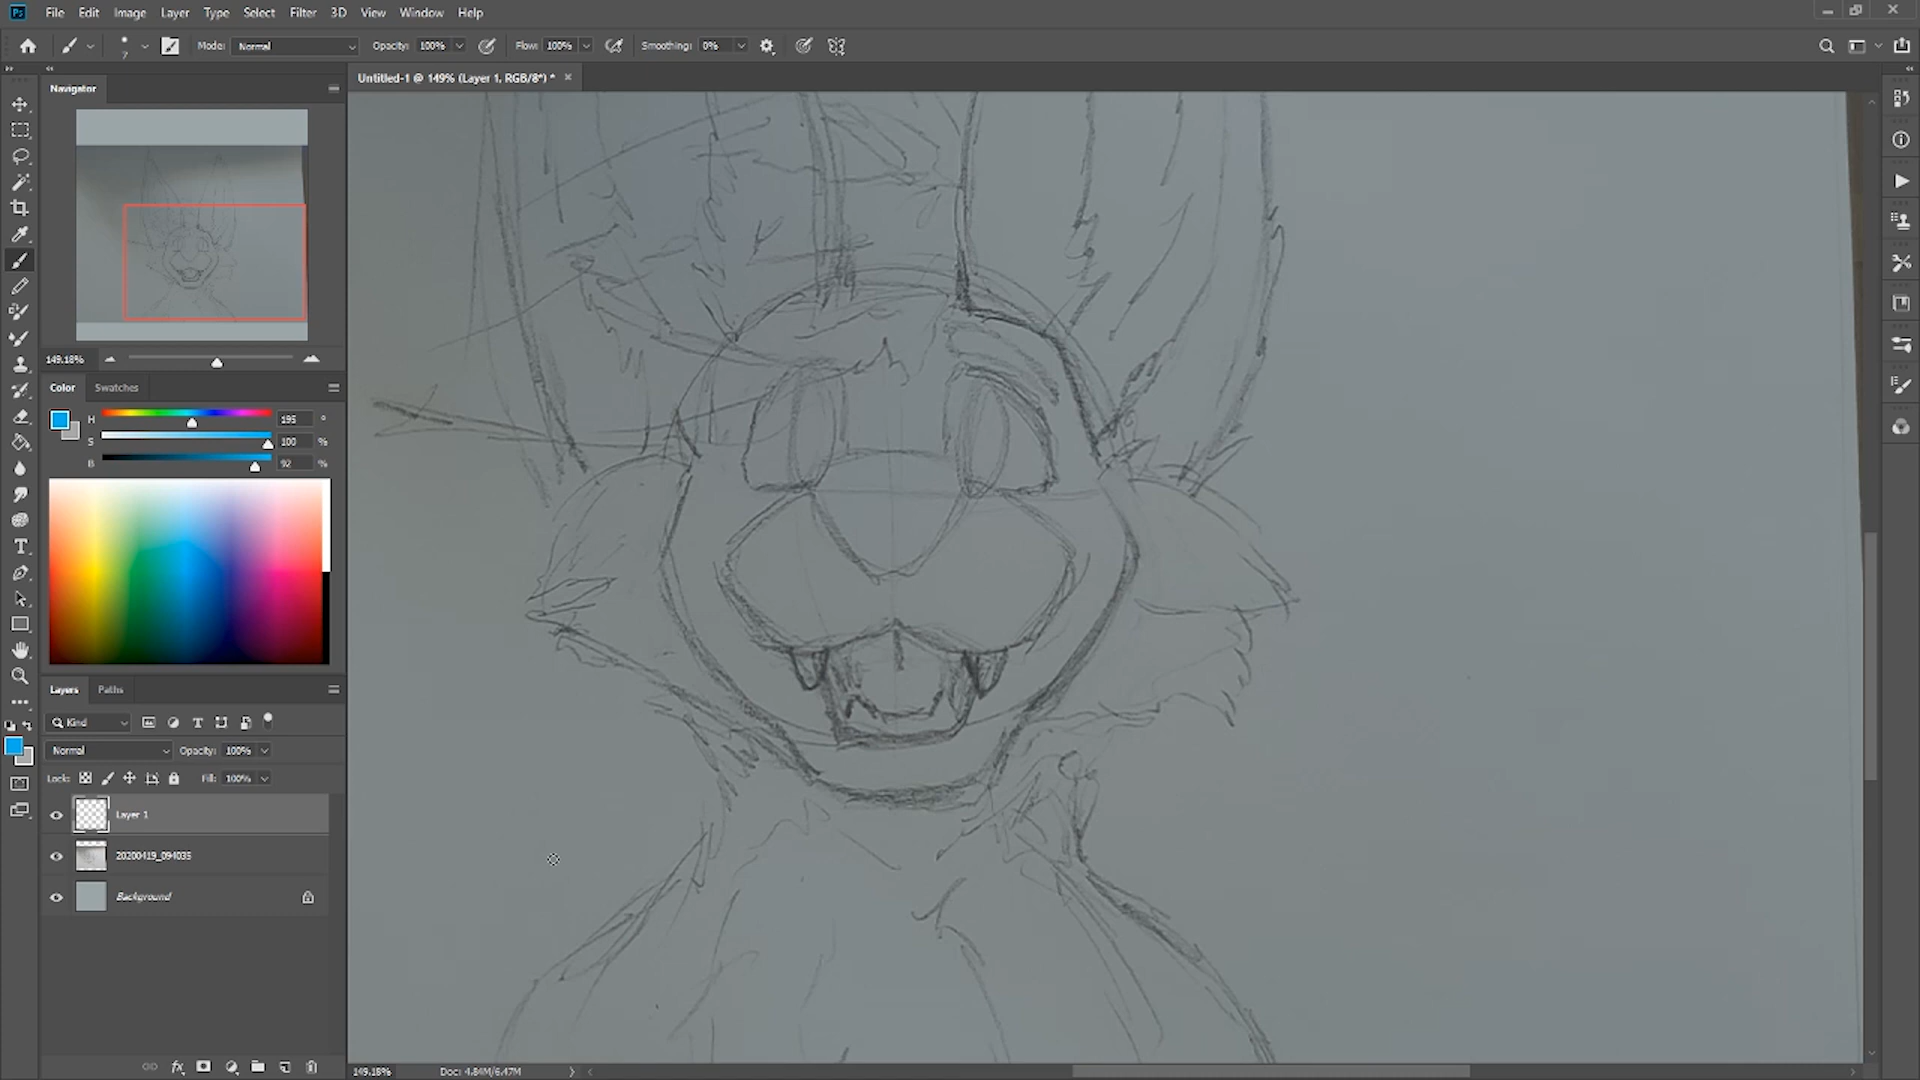 Ps File Edit Image Layer Type Select Filter 3D View Window Help
7 Mode: Normal Opacity: 100% Flow: 100% Smoothing: 0%
Navigator
Untitled-1 @ 149% (Layer 1, RGB/8*) * ×
149.18%
Color Swatches
H 195 °
S 100 %
B 92 %
Layers Paths
Kind
Normal Opacity: 100%
Lock: Fill: 100%
Layer 1
20200419_094035
Background
149.18% Doc: 4.84M/6.47M